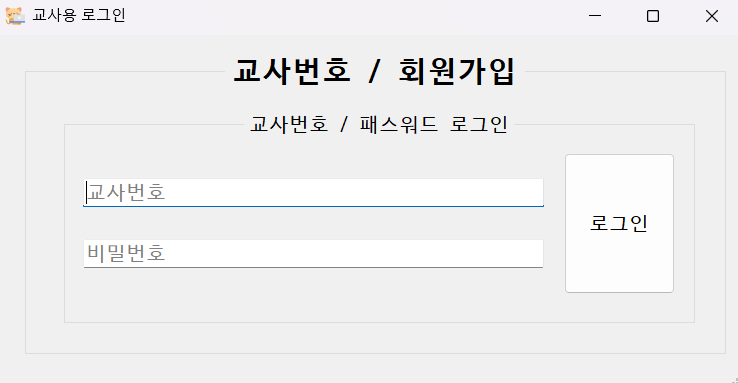 교사용 로그인
교사번호 / 회원가입
교사번호 / 패스워드 로그인
교사번호
비밀번호
로그인